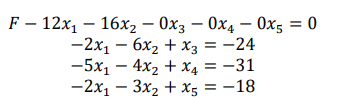 F − 12x₁ − 16x₂ − 0x₃ − 0x₄ − 0x₅ = 0
−2x₁ − 6x₂ + x₃ = −24
−5x₁ − 4x₂ + x₄ = −31
−2x₁ − 3x₂ + x₅ = −18